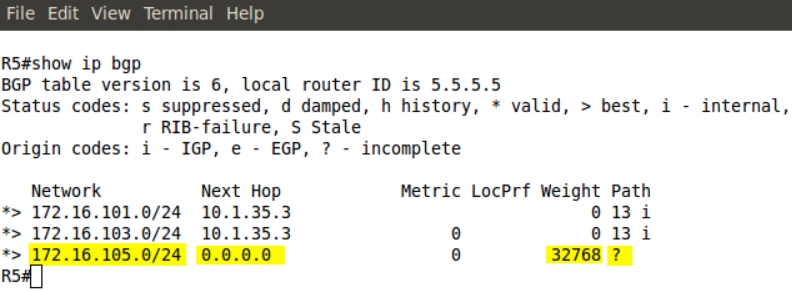 File Edit View Terminal Help
R5#show ip bgp
BGP table version is 6, local router ID is 5.5.5.5
Status codes: s suppressed, d damped, h history, * valid, > best, i - internal,
              r RIB-failure, S Stale
Origin codes: i - IGP, e - EGP, ? - incomplete
   Network          Next Hop            Metric LocPrf Weight Path
*> 172.16.101.0/24  10.1.35.3                              0 13 i
*> 172.16.103.0/24  10.1.35.3                0             0 13 i
*> 172.16.105.0/24  0.0.0.0                  0         32768 ?
R5#